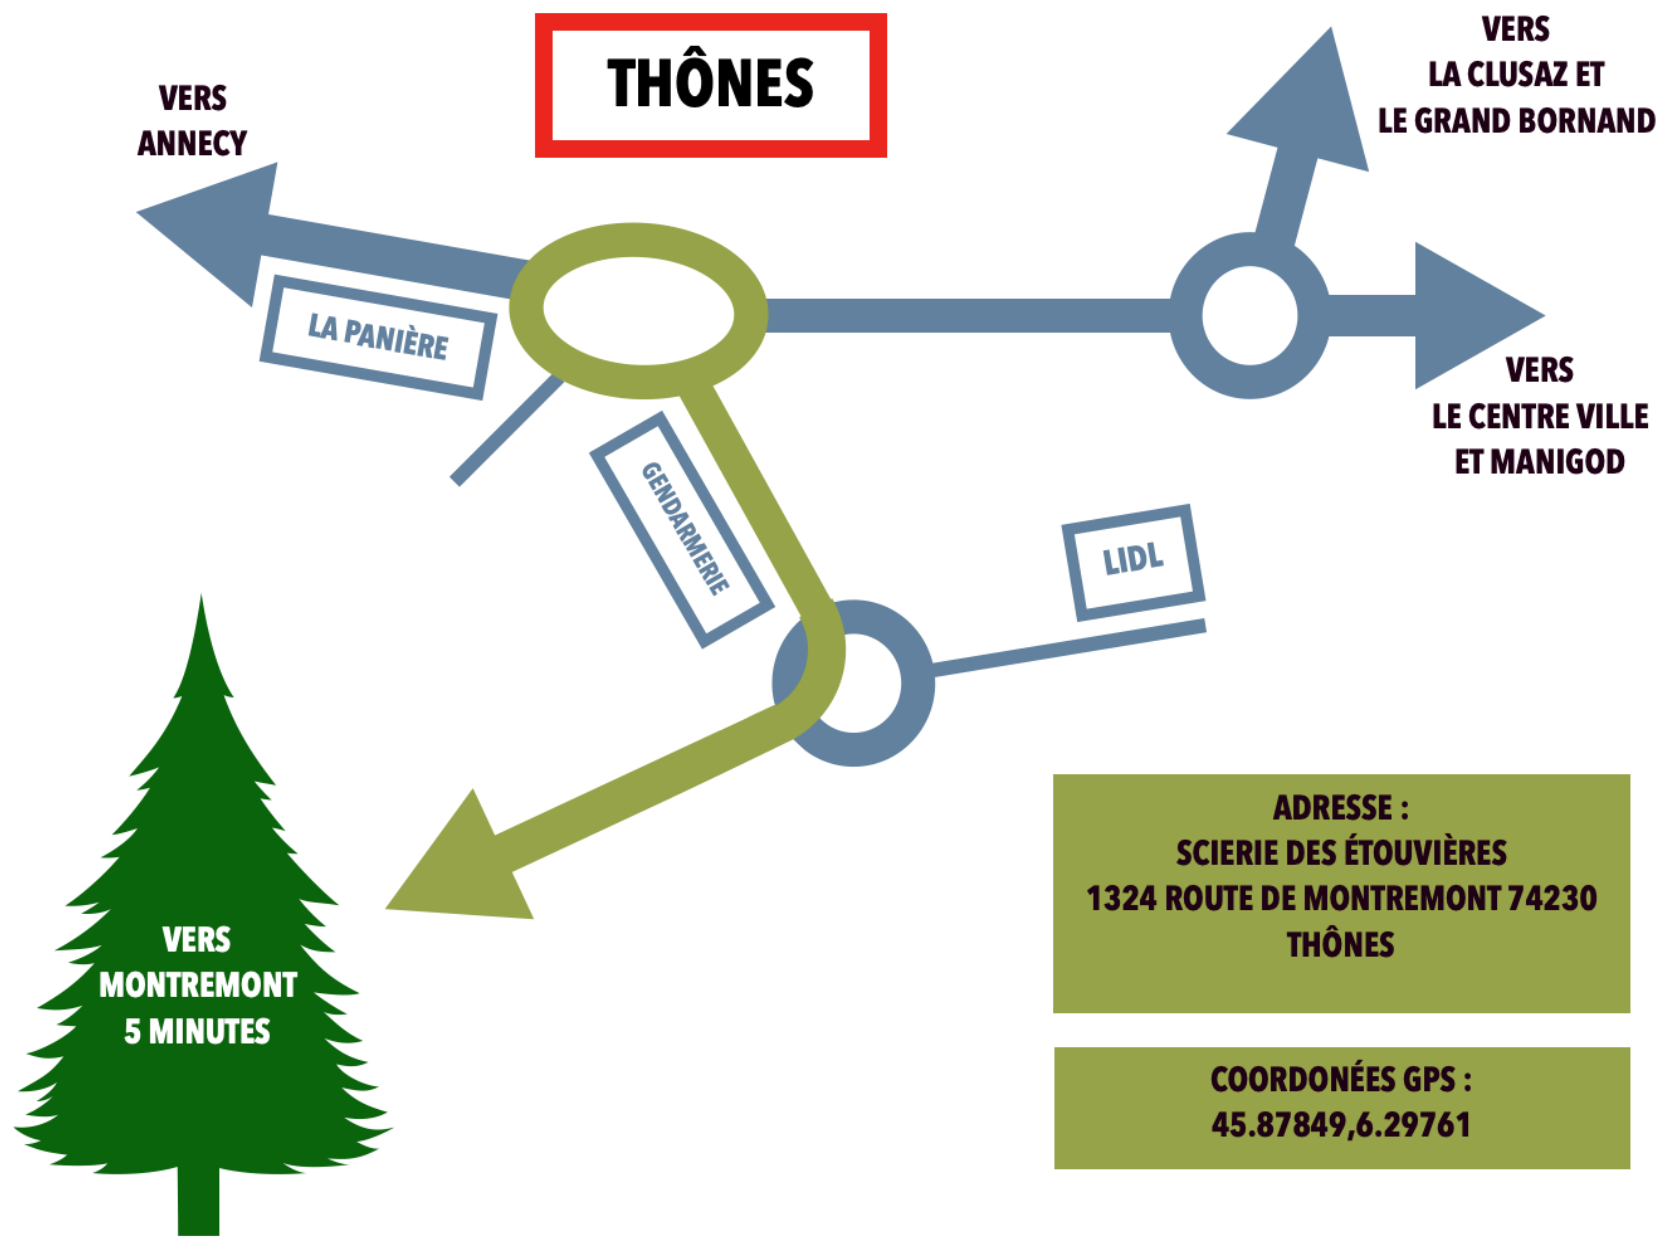 THÔNES
VERS
ANNECY
VERS
LA CLUSAZ ET
LE GRAND BORNAND
LA PANIÈRE
VERS
LE CENTRE VILLE
ET MANIGOD
GENDARMERIE
LIDL
VERS
MONTREMONT
5 MINUTES
ADRESSE :
SCIERIE DES ÉTOUVIÈRES
1324 ROUTE DE MONTREMONT 74230
THÔNES
COORDONÉES GPS :
45.87849,6.29761